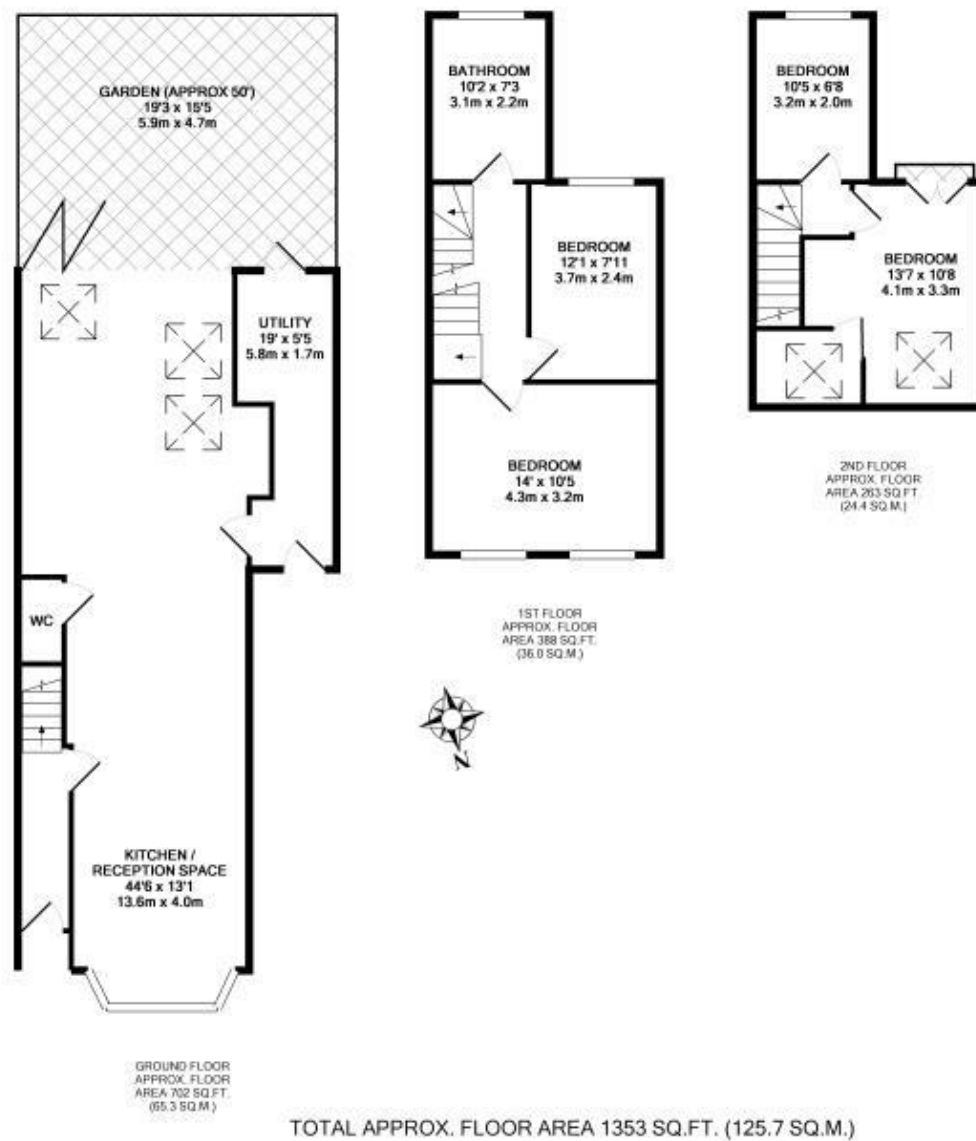 GARDEN (APPROX 50')
19'3 x 15'5
5.9m x 4.7m
UTILITY
19' x 5'5
5.8m x 1.7m
WC
KITCHEN /
RECEPTION SPACE
44'6 x 13'1
13.6m x 4.0m
GROUND FLOOR
APPROX. FLOOR
AREA 702 SQ.FT.
(65.3 SQ.M.)
BATHROOM
10'2 x 7'3
3.1m x 2.2m
BEDROOM
12'1 x 7'11
3.7m x 2.4m
BEDROOM
14' x 10'5
4.3m x 3.2m
1ST FLOOR
APPROX. FLOOR
AREA 388 SQ.FT.
(36.0 SQ.M.)
N
BEDROOM
10'5 x 6'8
3.2m x 2.0m
BEDROOM
13'7 x 10'8
4.1m x 3.3m
2ND FLOOR
APPROX. FLOOR
AREA 263 SQ.FT.
(24.4 SQ.M.)
TOTAL APPROX. FLOOR AREA 1353 SQ.FT. (125.7 SQ.M.)